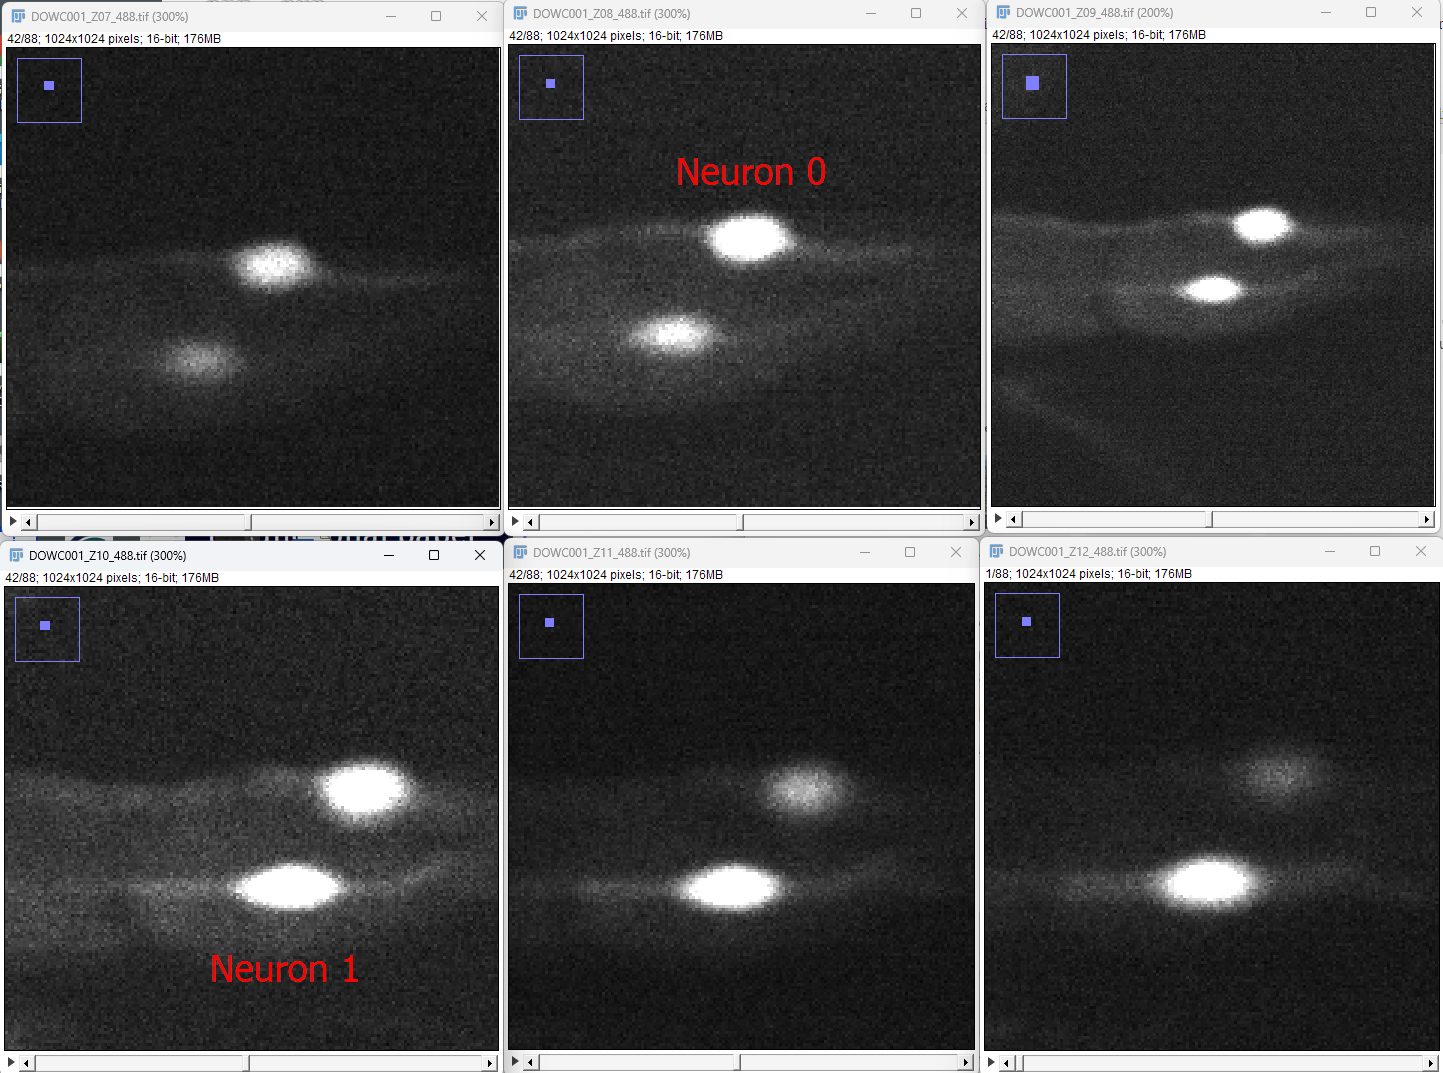 DOWC001_Z07_488.tif (300%)
42/88; 1024x1024 pixels; 16-bit; 176MB
DOWC001_Z08_488.tif (300%)
42/88; 1024x1024 pixels; 16-bit; 176MB
Neuron 0
DOWC001_Z09_488.tif (200%)
42/88; 1024x1024 pixels; 16-bit; 176MB
DOWC001_Z10_488.tif (300%)
42/88; 1024x1024 pixels; 16-bit; 176MB
Neuron 1
DOWC001_Z11_488.tif (300%)
42/88; 1024x1024 pixels; 16-bit; 176MB
DOWC001_Z12_488.tif (300%)
1/88; 1024x1024 pixels; 16-bit; 176MB